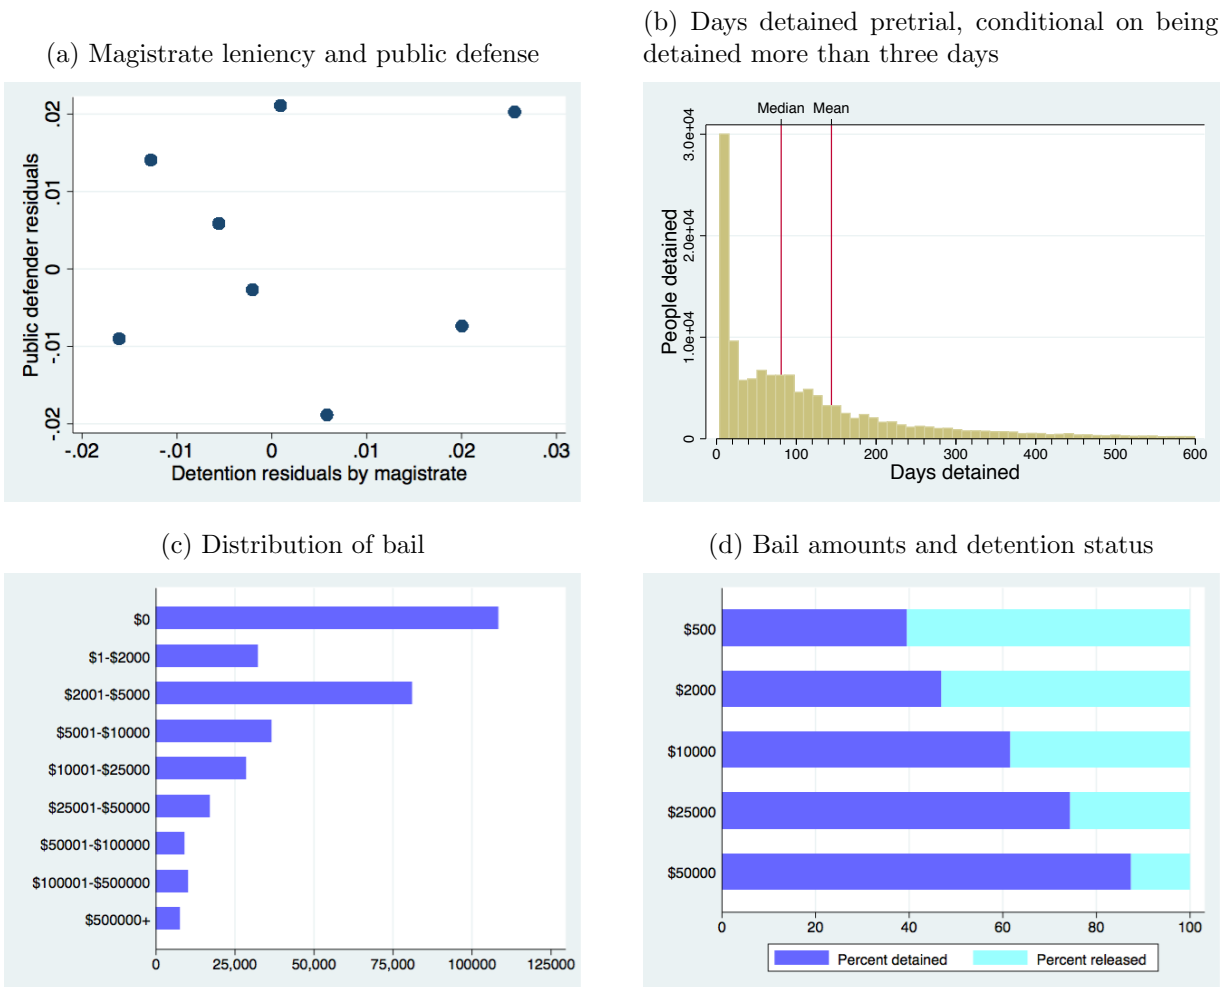 (a) Magistrate leniency and public defense
Public defender residuals
.02
.01
0
-.01
-.02
-.02 -.01 0 .01 .02 .03
Detention residuals by magistrate
(b) Days detained pretrial, conditional on being
detained more than three days
Median Mean
People detained
3.0e+04
2.0e+04
1.0e+04
0
0 100 200 300 400 500 600
Days detained
(c) Distribution of bail
$0
$1-$2000
$2001-$5000
$5001-$10000
$10001-$25000
$25001-$50000
$50001-$100000
$100001-$500000
$500000+
0 25,000 50,000 75,000 100000 125000
(d) Bail amounts and detention status
$500
$2000
$10000
$25000
$50000
0 20 40 60 80 100
Percent detained Percent released